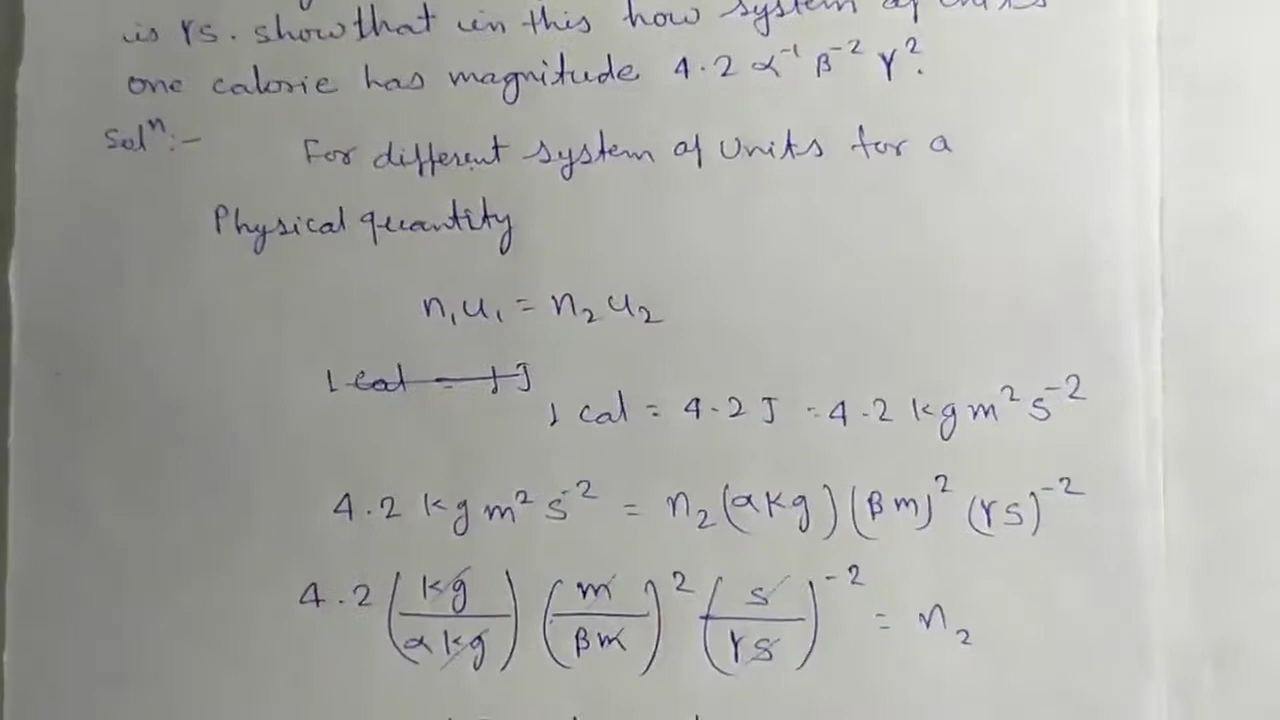 is γs. show that in this how system of units
one calorie has magnitude 4.2 α⁻¹ β⁻² γ².
Solⁿ:-
For different system of Units for a
Physical quantity
n₁u₁ = n₂u₂
1 cal = 1 J
1 cal = 4.2 J = 4.2 kg m² s⁻²
4.2 kg m² s⁻² = n₂ (α kg) (β m)² (γ s)⁻²
4.2 (kg/α kg) (m/β m)² (s/γ s)⁻² = n₂